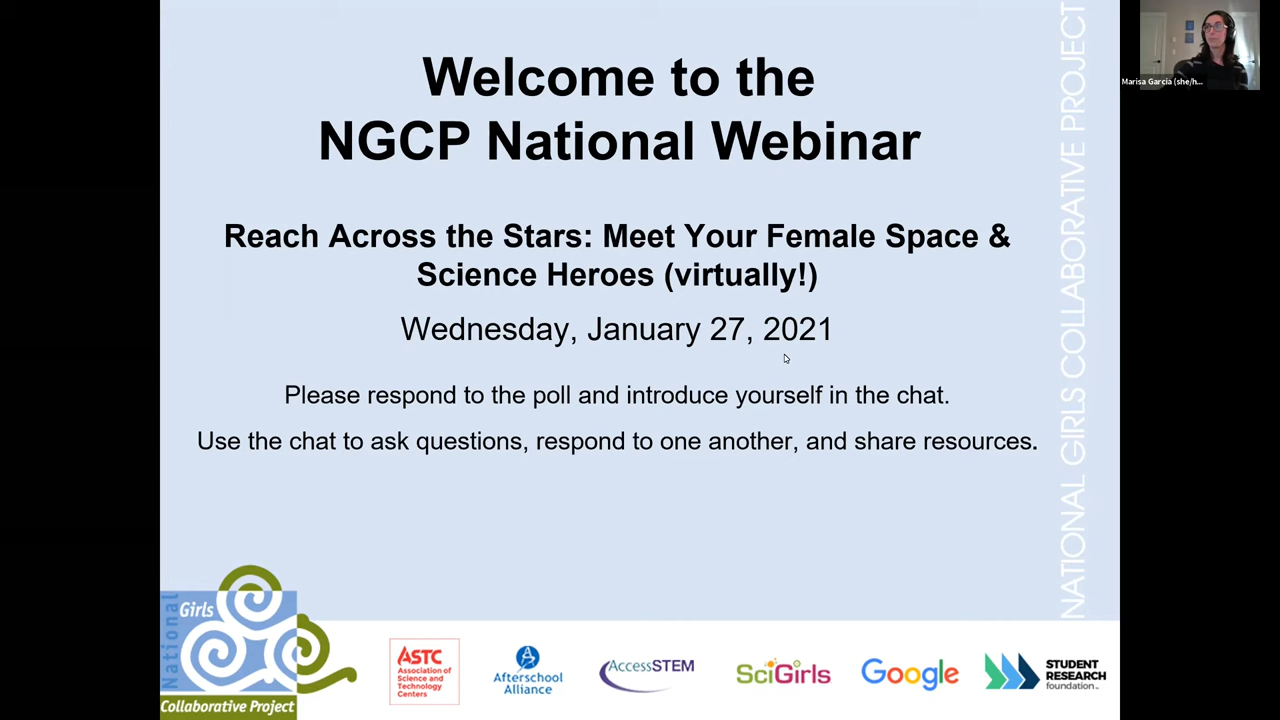 Welcome to the
NGCP National Webinar
Reach Across the Stars: Meet Your Female Space &
Science Heroes (virtually!)
Wednesday, January 27, 2021
Please respond to the poll and introduce yourself in the chat.
Use the chat to ask questions, respond to one another, and share resources.
NATIONAL GIRLS COLLABORATIVE PROJECT
Marisa Garcia (she/h...
National
Girls
Collaborative Project
ASTC
Association of
Science and
Technology
Centers
Afterschool
Alliance
AccessSTEM
SciGirls
Google
STUDENT
RESEARCH
foundation